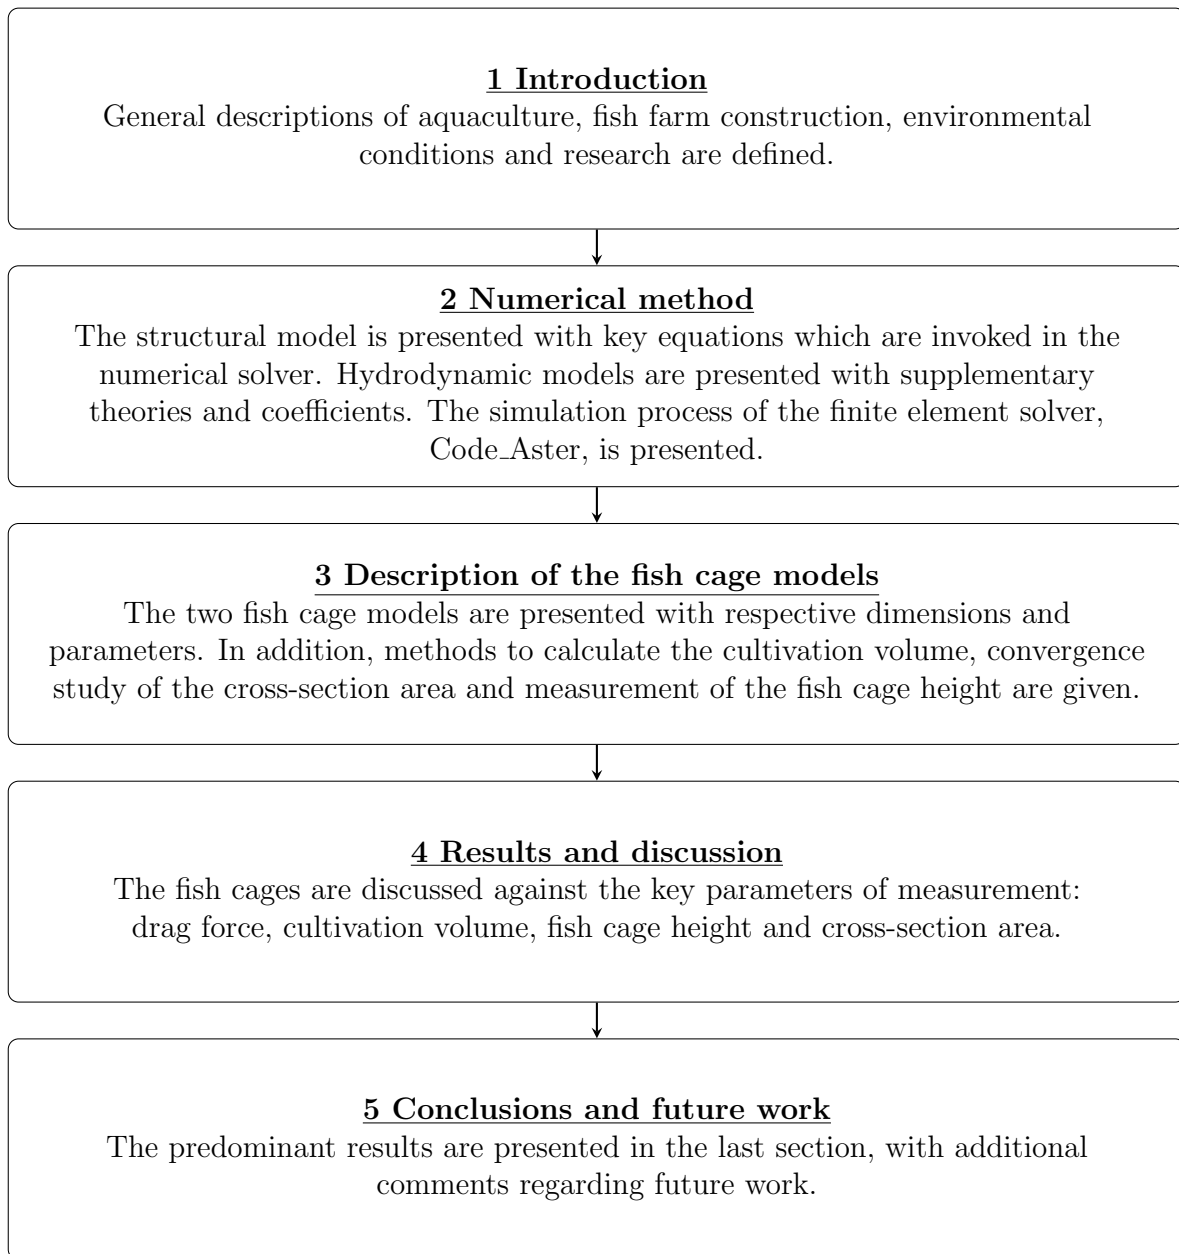 1 Introduction
General descriptions of aquaculture, fish farm construction, environmental
conditions and research are defined.
2 Numerical method
The structural model is presented with key equations which are invoked in the
numerical solver. Hydrodynamic models are presented with supplementary
theories and coefficients. The simulation process of the finite element solver,
Code_Aster, is presented.
3 Description of the fish cage models
The two fish cage models are presented with respective dimensions and
parameters. In addition, methods to calculate the cultivation volume, convergence
study of the cross-section area and measurement of the fish cage height are given.
4 Results and discussion
The fish cages are discussed against the key parameters of measurement:
drag force, cultivation volume, fish cage height and cross-section area.
5 Conclusions and future work
The predominant results are presented in the last section, with additional
comments regarding future work.